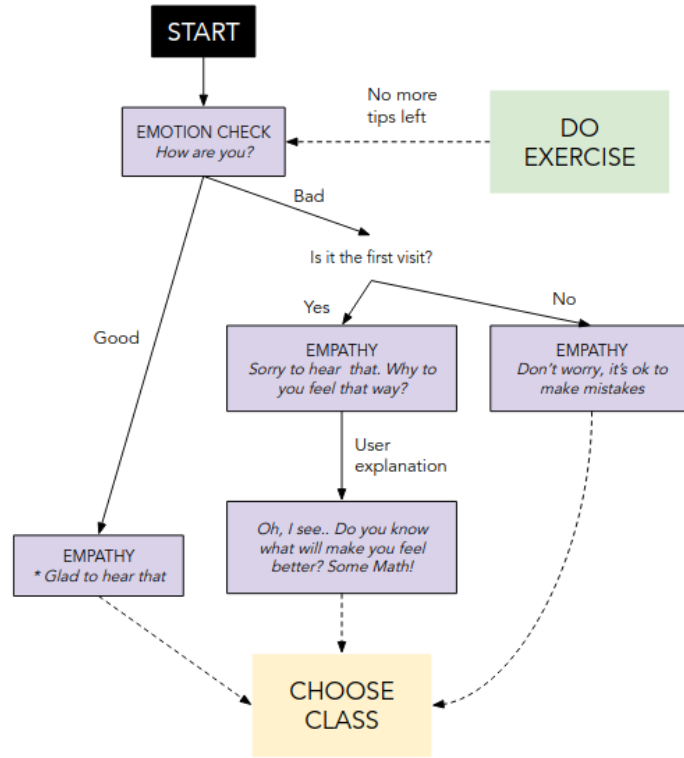 START
No more
tips left
DO
EXERCISE
EMOTION CHECK
How are you?
Bad
Is it the first visit?
Yes
No
Good
EMPATHY
Sorry to hear that. Why to
you feel that way?
EMPATHY
Don't worry, it's ok to
make mistakes
User
explanation
Oh, I see.. Do you know
what will make you feel
better? Some Math!
EMPATHY
* Glad to hear that
CHOOSE
CLASS